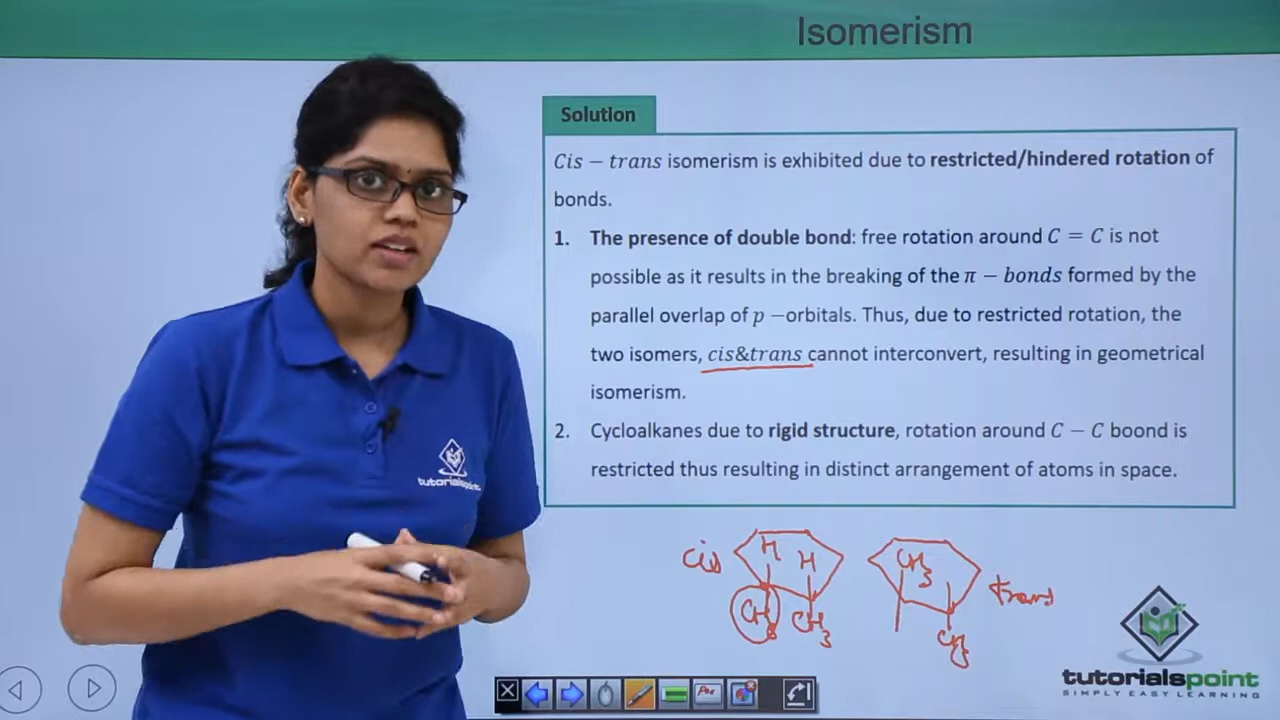 Isomerism
Solution
Cis – trans isomerism is exhibited due to restricted/hindered rotation of
bonds.
1. The presence of double bond: free rotation around C = C is not
possible as it results in the breaking of the π – bonds formed by the
parallel overlap of p –orbitals. Thus, due to restricted rotation, the
two isomers, cis&trans cannot interconvert, resulting in geometrical
isomerism.
2. Cycloalkanes due to rigid structure, rotation around C – C boond is
restricted thus resulting in distinct arrangement of atoms in space.
cis H H CH3 trans
CH3 CH3 CH3
tutorialspoint
tutorialspoint
SIMPLY EASY LEARNING